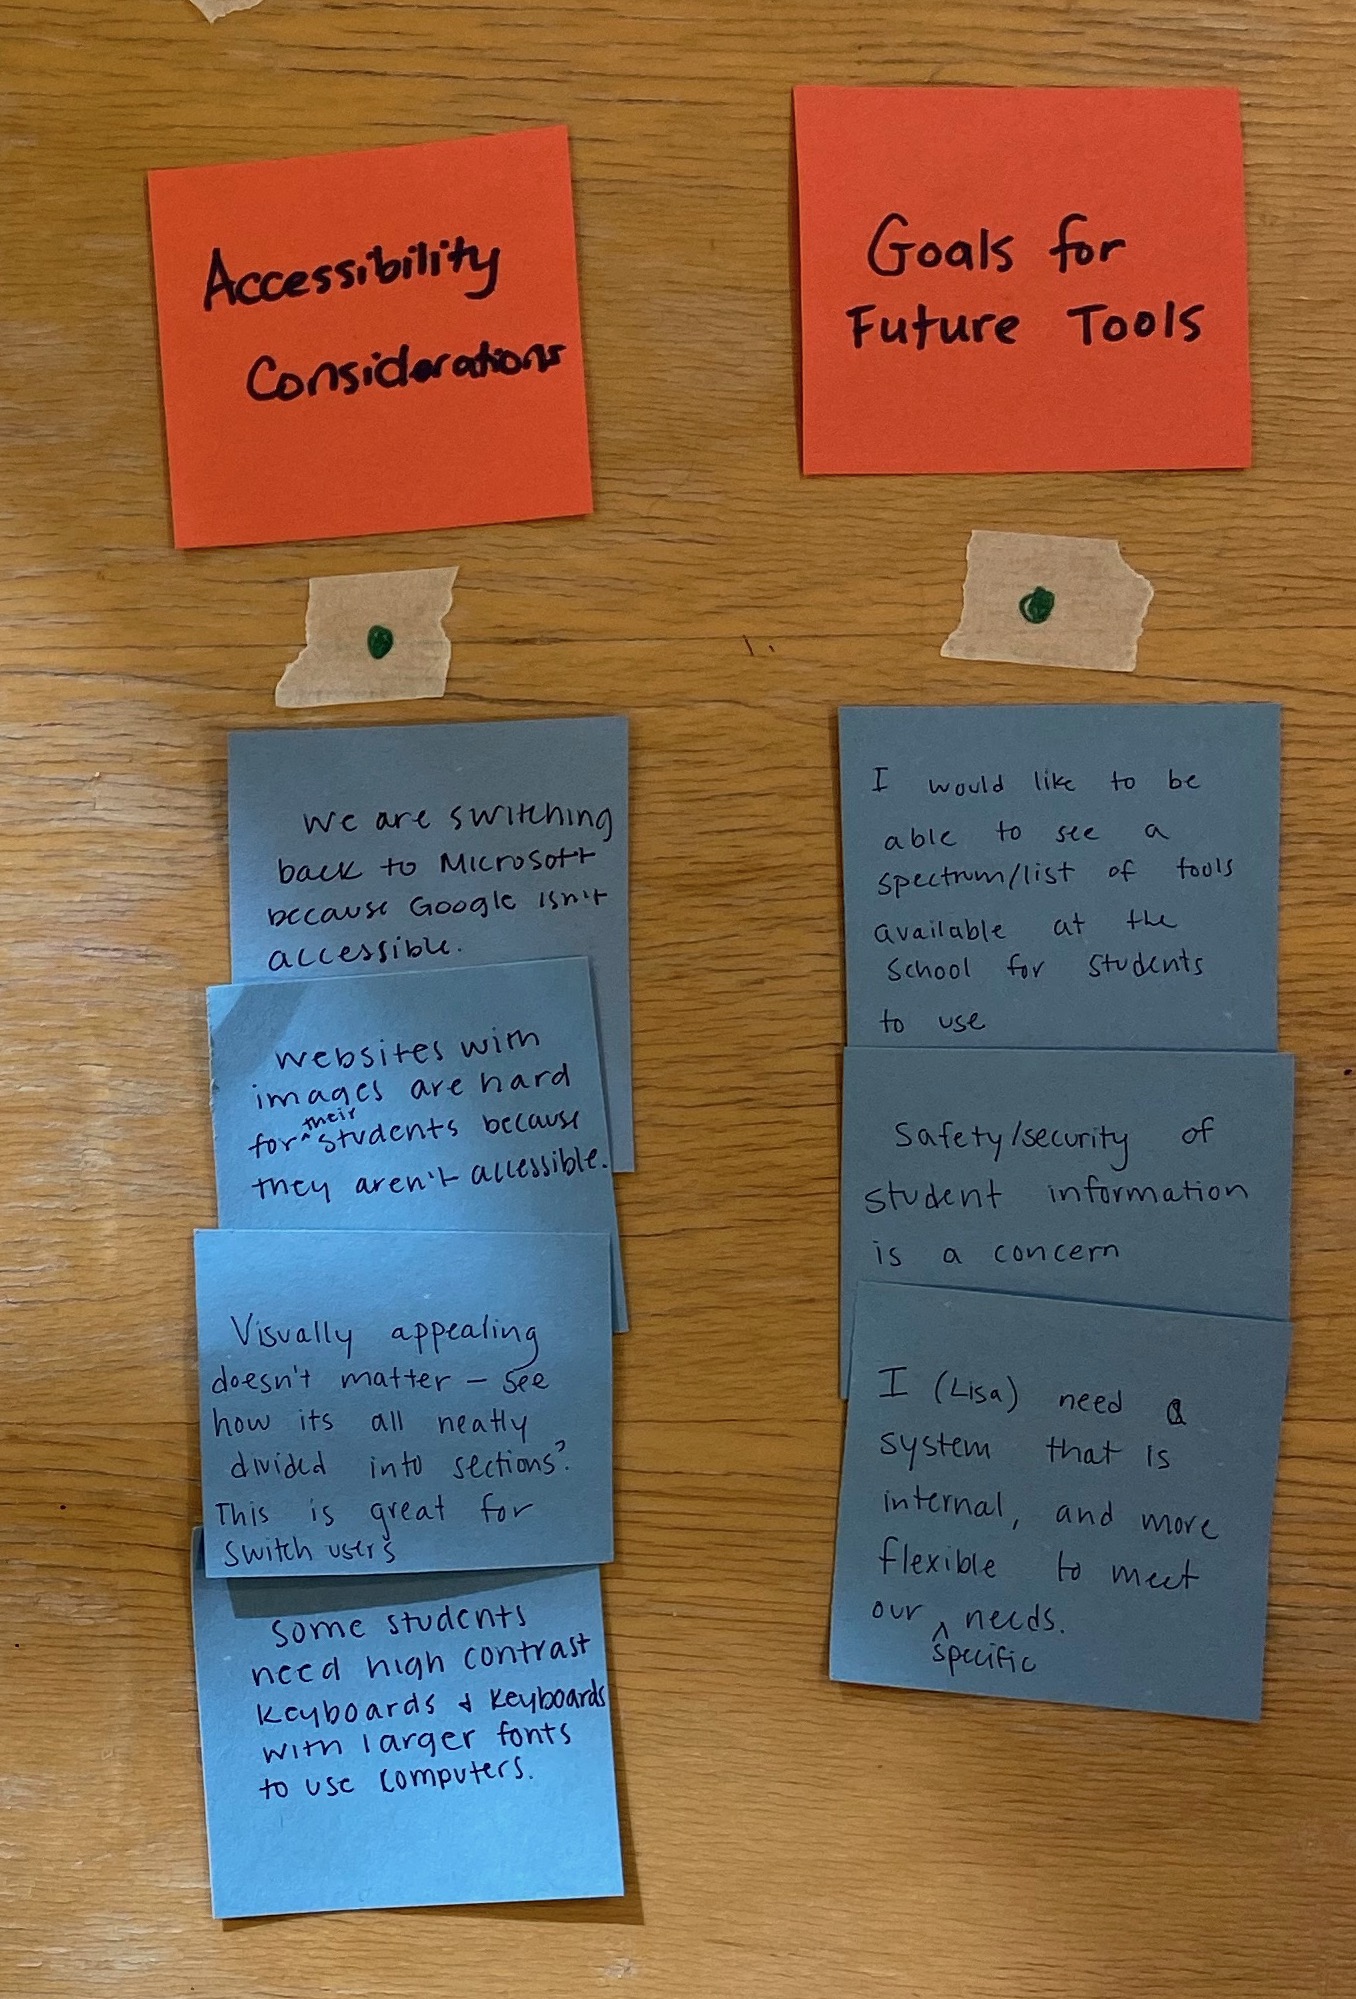 Accessibility
Considerations
We are switching
back to Microsoft
because Google isn't
accessible.
Websites with
images are hard
for ^ their students because
they aren't accessible.
Visually appealing
doesn't matter – see
how its all neatly
divided into sections?
This is great for
switch users
Some students
need high contrast
keyboards & keyboards
with larger fonts
to use computers.
Goals for
Future Tools
I would like to be
able to see a
spectrum/list of tools
available at the
school for students
to use
Safety/security of
student information
is a concern
I (Lisa) need a
system that is
internal, and more
flexible to meet
our ^ needs.
specific